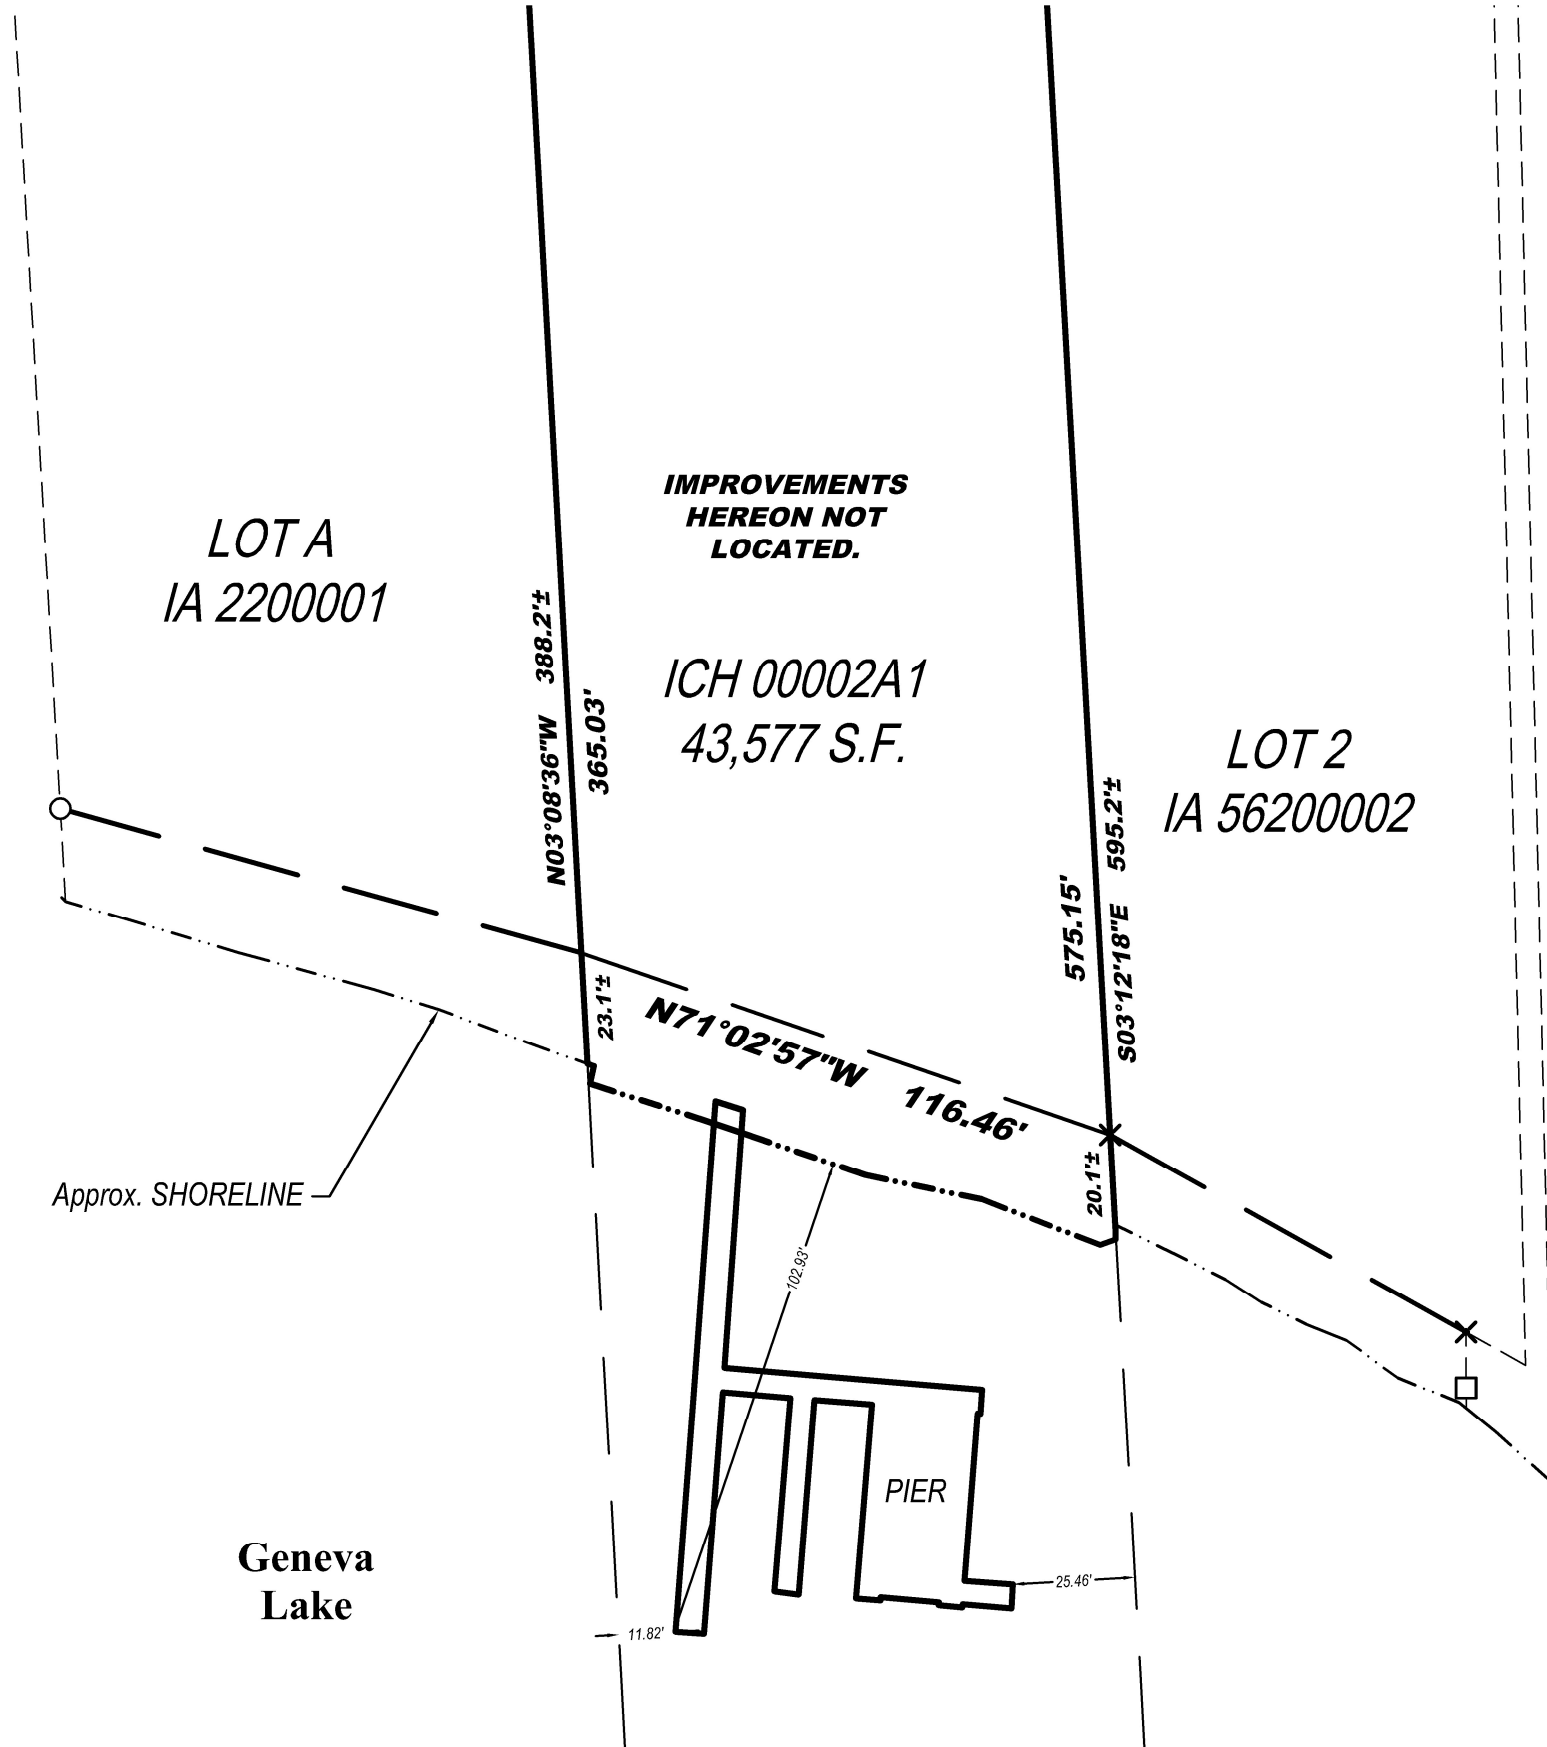 IMPROVEMENTS
HEREON NOT
LOCATED.
LOT A
IA 2200001
N03°08'36"W 388.2'±
365.03'
ICH 00002A1
43,577 S.F.
LOT 2
IA 56200002
575.15'
S03°12'18"E 595.2'±
23.1'±
N71°02'57"W 116.46'
20.1'±
Approx. SHORELINE
102.93'
PIER
Geneva
Lake
25.46'
11.82'